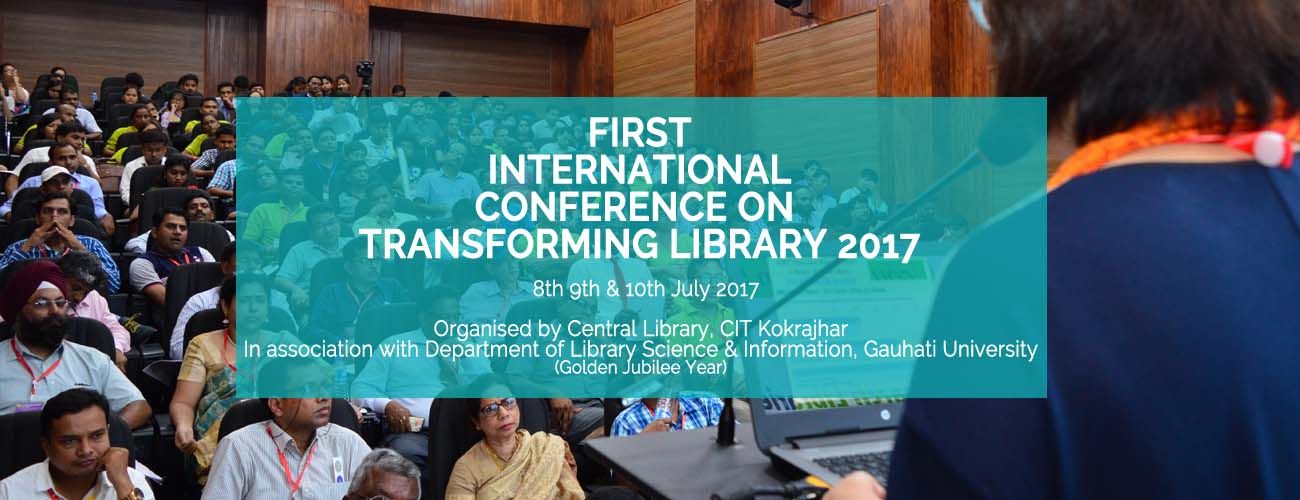 FIRST
INTERNATIONAL
CONFERENCE ON
TRANSFORMING LIBRARY 2017
8th 9th & 10th July 2017
Organised by Central Library, CIT Kokrajhar
In association with Department of Library Science & Information, Gauhati University
(Golden Jubilee Year)